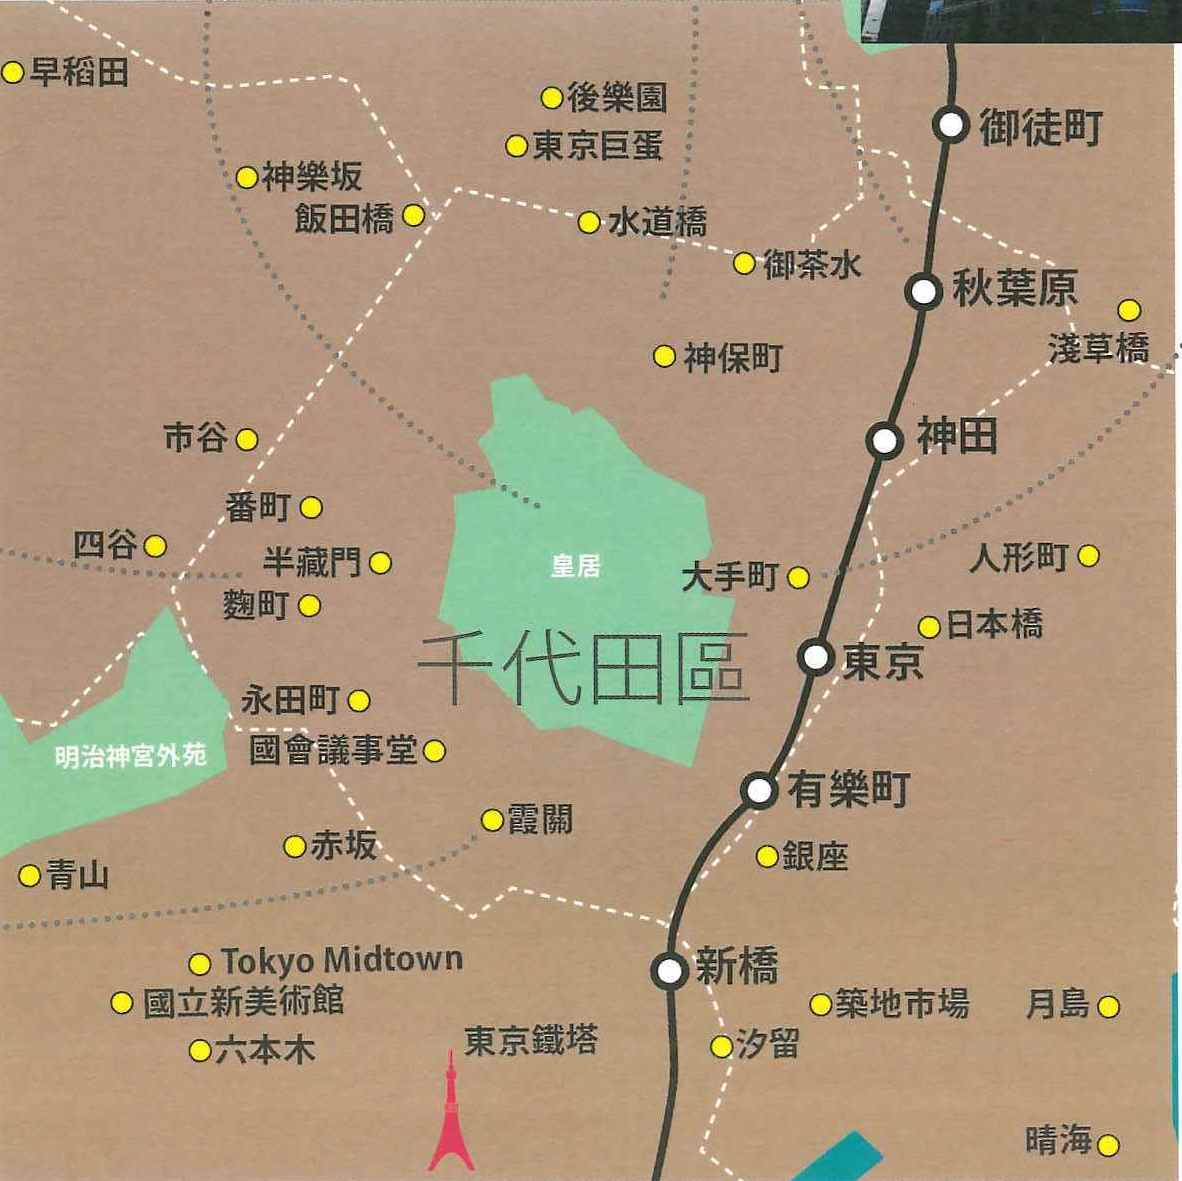 早稻田
後樂園
東京巨蛋
御徒町
神樂坂
飯田橋
水道橋
御茶水
秋葉原
淺草橋
神保町
市谷
神田
番町
四谷
半藏門
皇居
大手町
人形町
麴町
日本橋
千代田區
東京
永田町
國會議事堂
明治神宮外苑
有樂町
霞關
赤坂
銀座
青山
Tokyo Midtown
新橋
國立新美術館
築地市場
月島
六本木
東京鐵塔
汐留
晴海